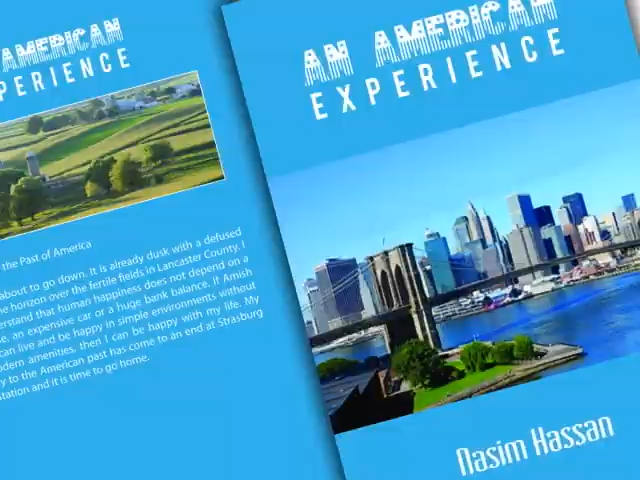 AMERICAN
PERIENCE
the Past of America
about to go down. It is already dusk with a defused
horizon over the fertile fields in Lancaster County. I
erstand that human happiness does not depend on a
an expensive car or a huge bank balance. If Amish
can live and be happy in simple environments without
odern amenities, then I can be happy with my life. My
y to the American past has come to an end at Strasburg
station and it is time to go home.
AN AMERICAN
EXPERIENCE
Nasim Hassan